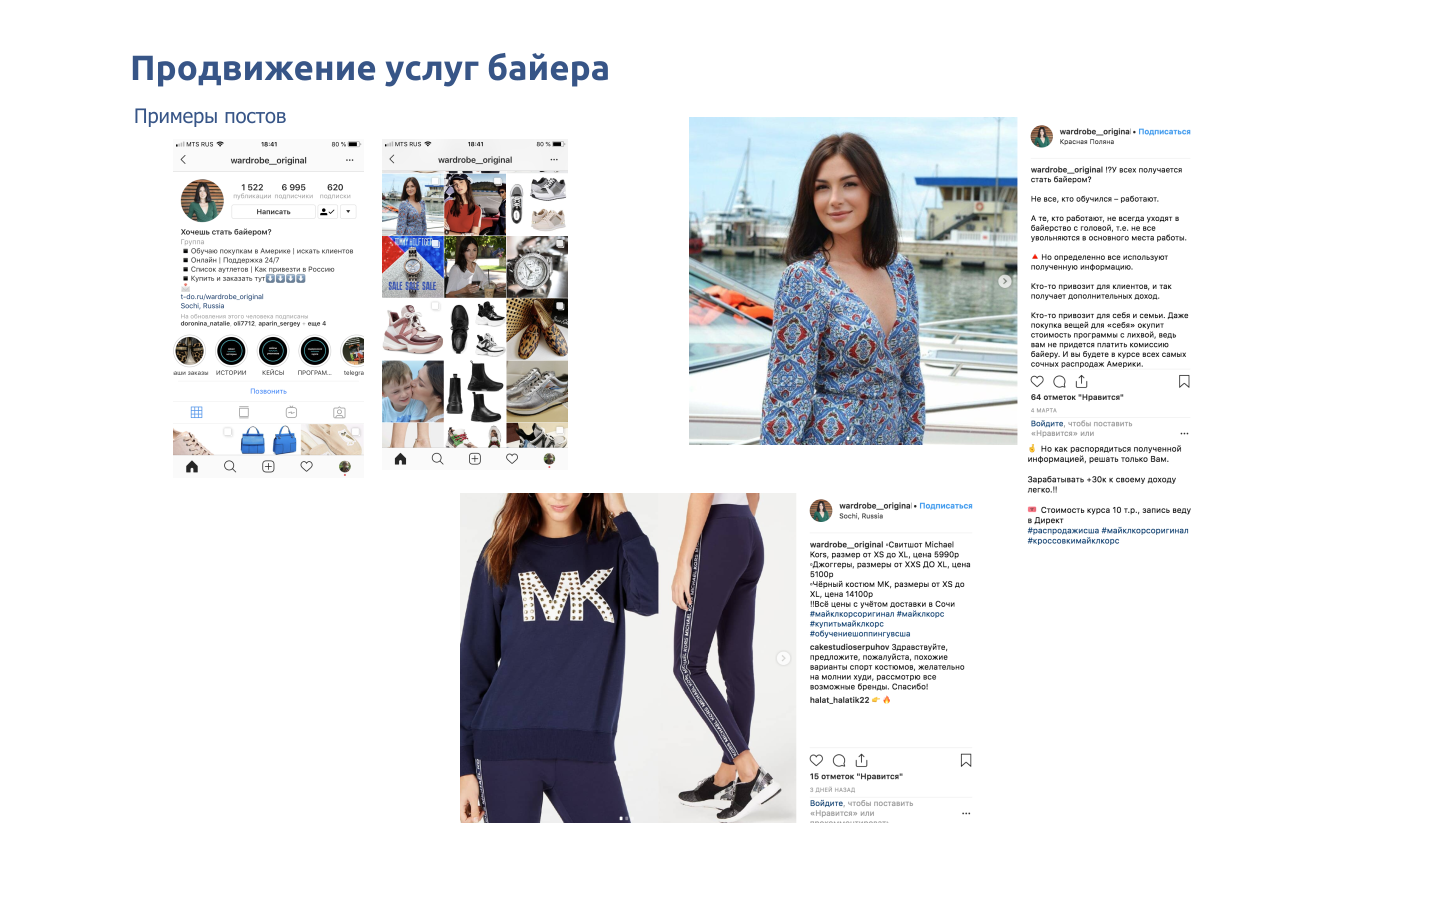 Продвижение услуг байера
Примеры постов
MTS RUS 18:41 80 %
wardrobe__original
1 522 6 995 620
публикации подписчики подписки
Написать
Хочешь стать байером?
Группа
▪️ Обучаю покупкам в Америке | искать клиентов
▪️ Онлайн | Поддержка 24/7
▪️ Список аутлетов | Как привезти в Россию
▪️ Купить и заказать тут⬇️⬇️⬇️⬇️
📩
t-do.ru/wardrobe_original
Sochi, Russia
На обновления этого человека подписаны
doronina_natalie, oli7712, aparin_sergey - еще 4
аши заказы ИСТОРИИ КЕЙСЫ ПРОГРАМ... telegra
Позвонить
MTS RUS 18:41 80 %
wardrobe__original
TOMMY HILFIGER
SALE SALE SALE
wardrobe__origina • Подписаться
Красная Поляна
wardrobe__original !?У всех получается
стать байером?
Не все, кто обучился – работают.
А те, кто работают, не всегда уходят в
байерство с головой, т.е. не все
увольняются в основного места работы.
🔺 Но определенно все используют
полученную информацию.
Кто-то привозит для клиентов, и так
получает дополнительных доход.
Кто-то привозит для себя и семьи. Даже
покупка вещей для «себя» окупит
стоимость программы с лихвой, ведь
вам не придется платить комиссию
байеру. И вы будете в курсе всех самых
сочных распродаж Америки.
64 отметок "Нравится"
4 МАРТА
Войдите, чтобы поставить
«Нравится» или
☝️ Но как распорядиться полученной
информацией, решать только Вам.
Зарабатывать +30к к своему доходу
легко.!!
🎟 Стоимость курса 10 т.р., запись веду
в Директ
#распродажисша #майклкорсоригинал
#кроссовкимайклкорс
MK
MICHAEL KORS
wardrobe__origina • Подписаться
Sochi, Russia
wardrobe__original ▫️Свитшот Michael
Kors, размер от XS до XL, цена 5990р
▫️Джоггеры, размеры от XXS ДО XL, цена
5100р
▫️Чёрный костюм МК, размеры от XS до
XL, цена 14100р
!!Всё цены с учётом доставки в Сочи
#майклкорсоригинал #майклкорс
#купитьмайклкорс
#обучениешоппингувсша
cakestudioserpuhov Здравствуйте,
предложите, пожалуйста, похожие
варианты спорт костюмов, желательно
на молнии худи, рассмотрю все
возможные бренды. Спасибо!
halat_halatik22 👉 🔥
15 отметок "Нравится"
3 ДНЕЙ НАЗАД
Войдите, чтобы поставить
«Нравится» или